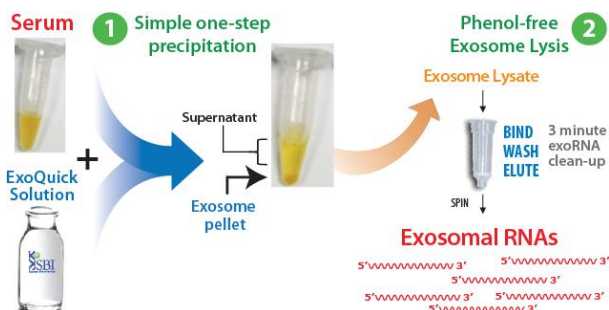 Serum
1
Simple one-step
precipitation
ExoQuick
Solution
+
SBI
Supernatant
Exosome
pellet
Phenol-free
Exosome Lysis
2
Exosomal Lysate
BIND
WASH
ELUTE
3 minute
exoRNA
clean-up
SPIN
Exosomal RNAs
5’ 3’
5’ 3’
5’ 3’
5’ 3’
5’ 3’
5’ 3’